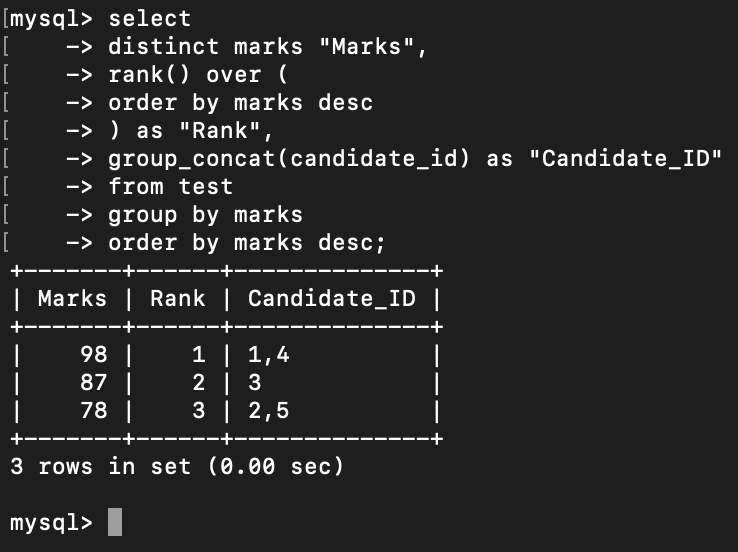 [mysql> select
[    -> distinct marks "Marks",
[    -> rank() over (
[    -> order by marks desc
[    -> ) as "Rank",
[    -> group_concat(candidate_id) as "Candidate_ID"
[    -> from test
[    -> group by marks
[    -> order by marks desc;
+-------+------+--------------+
| Marks | Rank | Candidate_ID |
+-------+------+--------------+
|    98 |    1 | 1,4          |
|    87 |    2 | 3            |
|    78 |    3 | 2,5          |
+-------+------+--------------+
3 rows in set (0.00 sec)
mysql>